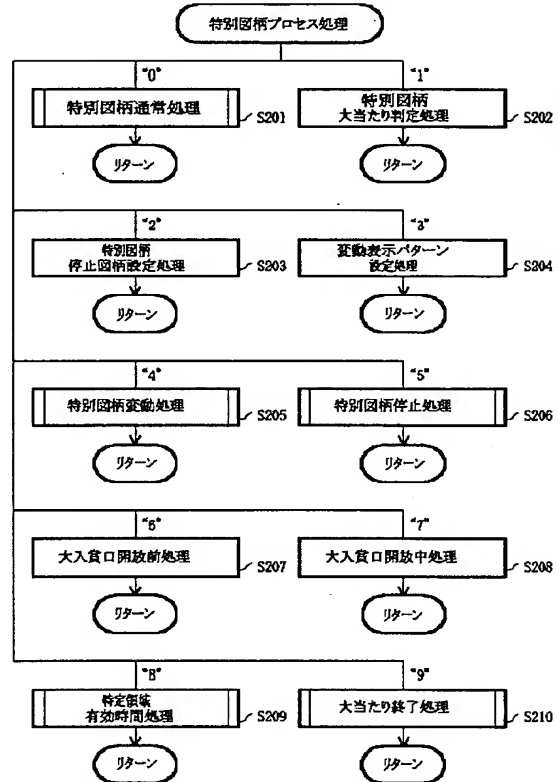 特別図柄プロセス処理
"0"
"1"
特別図柄通常処理
S201
特別図柄
大当たり判定処理
S202
リターン
リターン
"2"
"3"
特別図柄
停止図柄設定処理
S203
変動表示パターン
設定処理
S204
リターン
リターン
"4"
"5"
特別図柄変動処理
S205
特別図柄停止処理
S206
リターン
リターン
"6"
"7"
大入賞口開放前処理
S207
大入賞口開放中処理
S208
リターン
リターン
"8"
"9"
特定領域
有効時間処理
S209
大当たり終了処理
S210
リターン
リターン